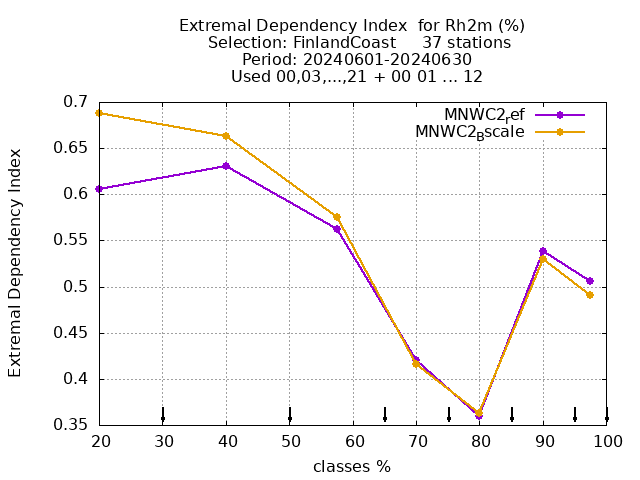 Extremal Dependency Index  for Rh2m (%)
Selection: FinlandCoast     37 stations
Period: 20240601-20240630
Used 00,03,...,21 + 00 01 ... 12
MNWC2ref
MNWC2Bscale
Extremal Dependency Index
0.7
0.65
0.6
0.55
0.5
0.45
0.4
0.35
20 30 40 50 60 70 80 90 100
classes %